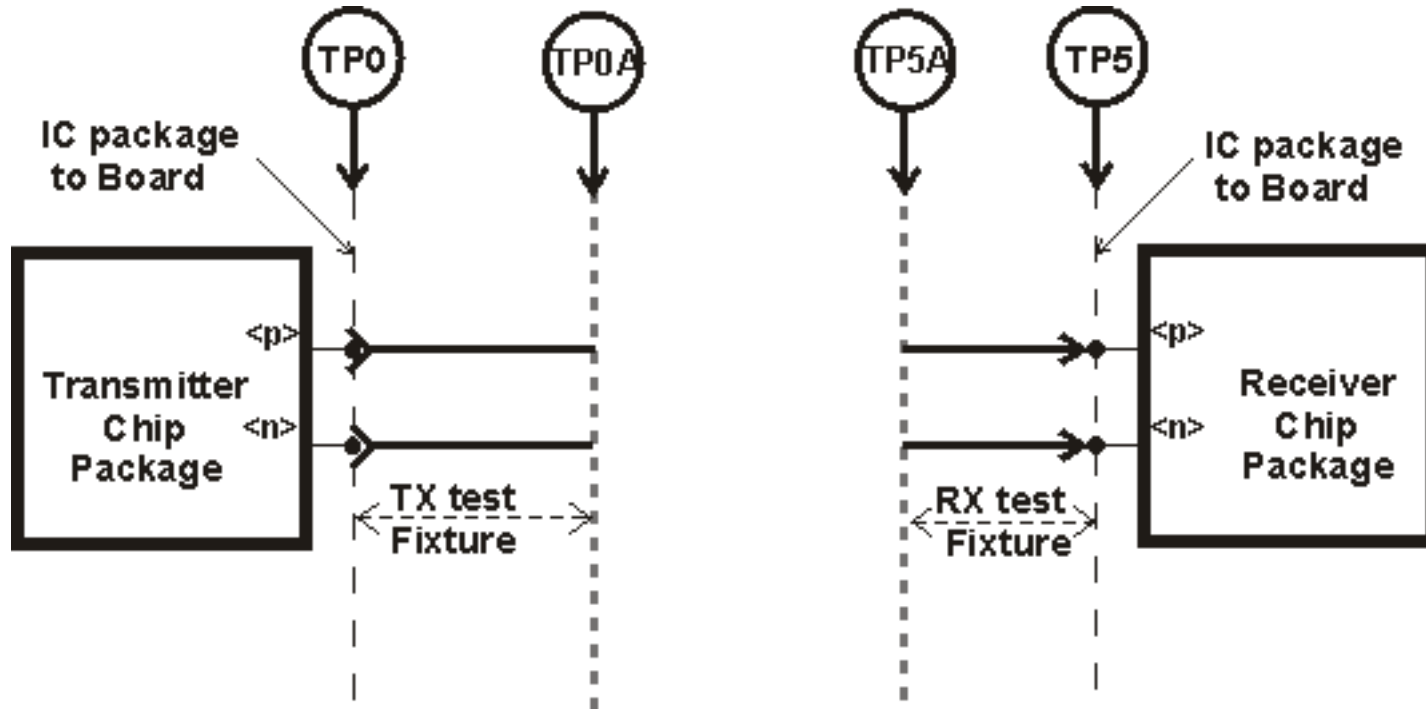 TP0
TP0A
TP5A
TP5
IC package
to Board
IC package
to Board
<p>
<n>
Transmitter
Chip
Package
TX test
Fixture
RX test
Fixture
<p>
<n>
Receiver
Chip
Package